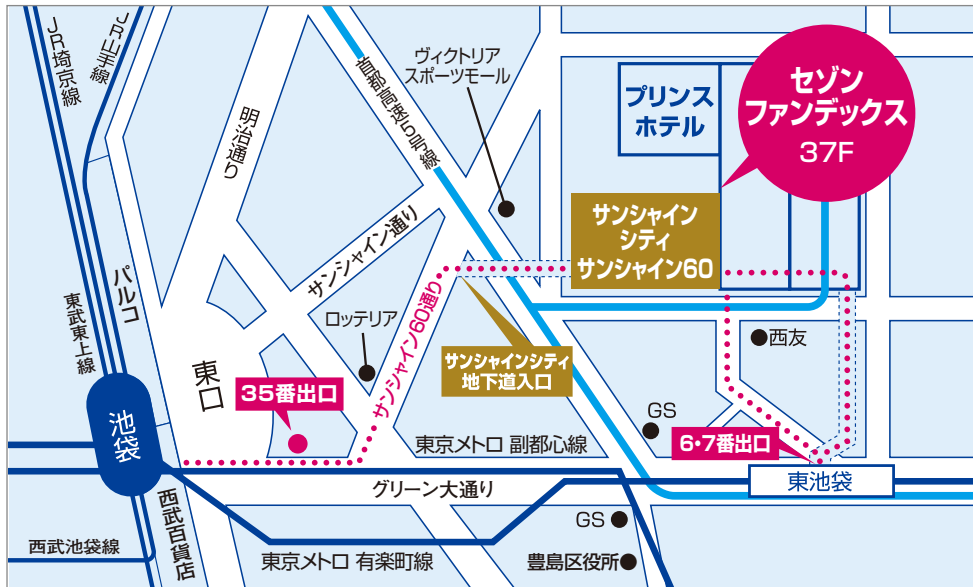 JR埼京線
JR山手線
明治通り
首都高速5号線
ヴィクトリア
スポーツモール
プリンス
ホテル
セゾン
ファンデックス
37F
サンシャイン
シティ
サンシャイン60
サンシャイン通り
サンシャイン60通り
パルコ
東武東上線
ロッテリア
東口
35番出口
サンシャインシティ
地下道入口
西友
GS
池袋
東京メトロ 副都心線
6・7番出口
グリーン大通り
東池袋
西武百貨店
GS
西武池袋線
東京メトロ 有楽町線
豊島区役所